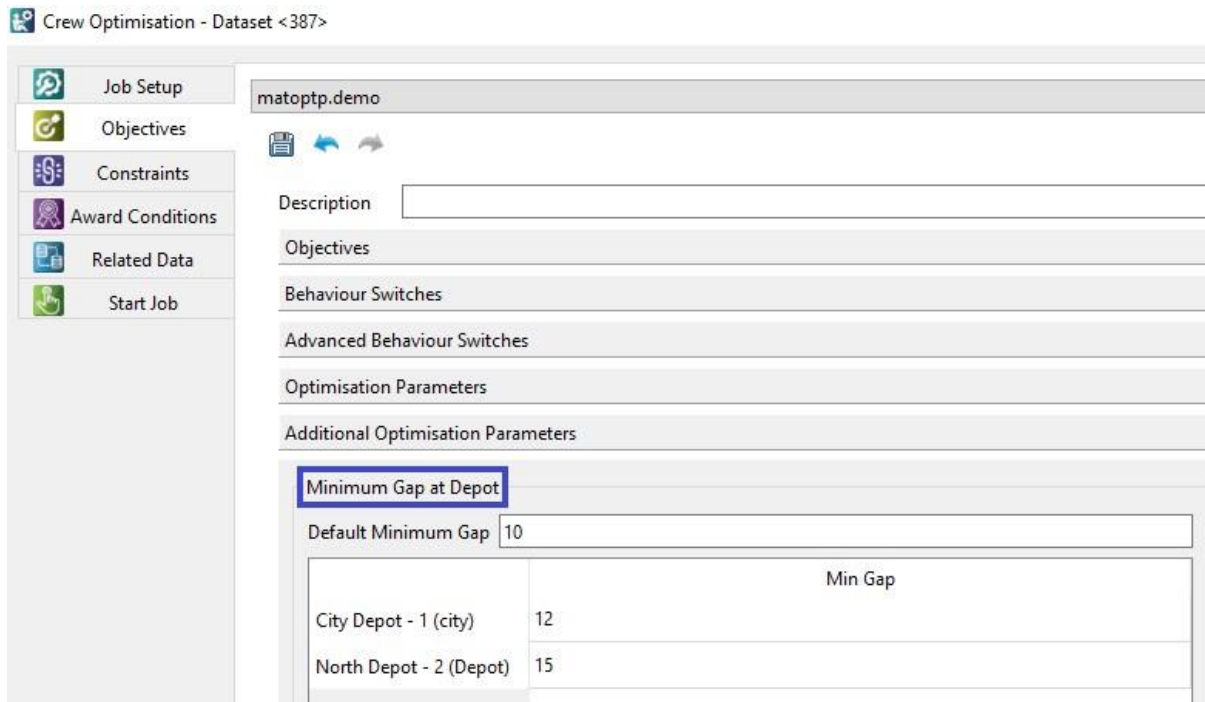 Crew Optimisation - Dataset <387>
Job Setup
Objectives
Constraints
Award Conditions
Related Data
Start Job
matoptp.demo
Description
Objectives
Behaviour Switches
Advanced Behaviour Switches
Optimisation Parameters
Additional Optimisation Parameters
Minimum Gap at Depot
Default Minimum Gap 10
Min Gap
City Depot - 1 (city) 12
North Depot - 2 (Depot) 15